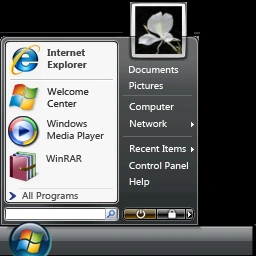 Internet
Explorer
Welcome
Center
Windows
Media Player
WinRAR
All Programs
Documents
Pictures
Computer
Network
Recent Items
Control Panel
Help